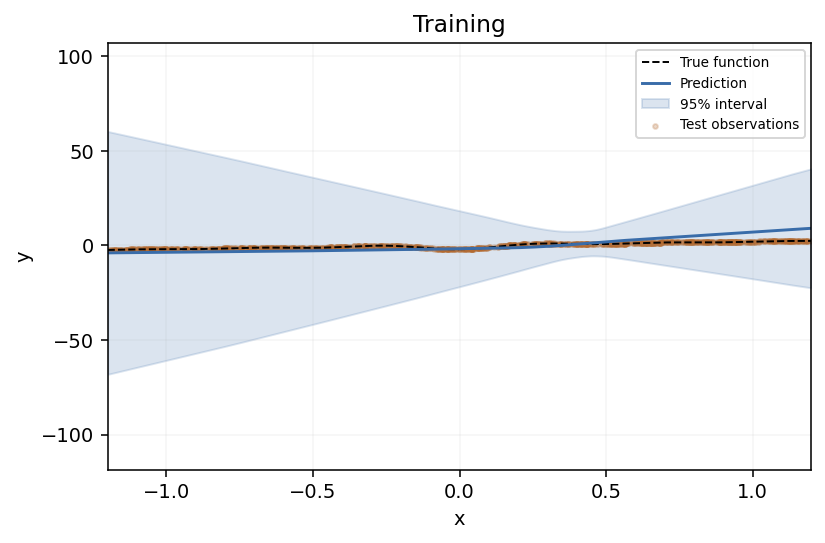 Training
100
50
0
−50
−100
y
−1.0 −0.5 0.0 0.5 1.0
x
True function
Prediction
95% interval
Test observations